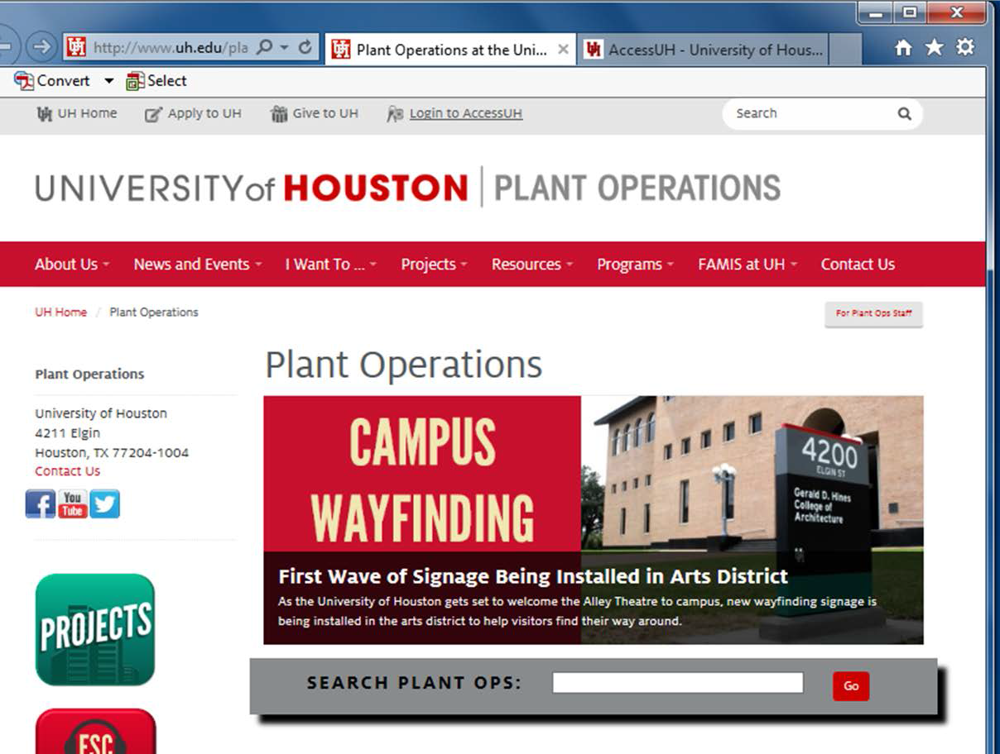 http://www.uh.edu/pla
Plant Operations at the Uni...
AccessUH - University of Hous...
Convert
Select
UH Home
Apply to UH
Give to UH
Login to AccessUH
Search
UNIVERSITY of HOUSTON | PLANT OPERATIONS
About Us
News and Events
I Want To ...
Projects
Resources
Programs
FAMIS at UH
Contact Us
UH Home / Plant Operations
For Plant Ops Staff
Plant Operations
University of Houston
4211 Elgin
Houston, TX 77204-1004
Contact Us
You
Tube
PROJECTS
FSC
Plant Operations
CAMPUS
WAYFINDING
4200
ELGIN ST
Gerald D. Hines
College of
Architecture
First Wave of Signage Being Installed in Arts District
As the University of Houston gets set to welcome the Alley Theatre to campus, new wayfinding signage is
being installed in the arts district to help visitors find their way around.
SEARCH PLANT OPS:
Go